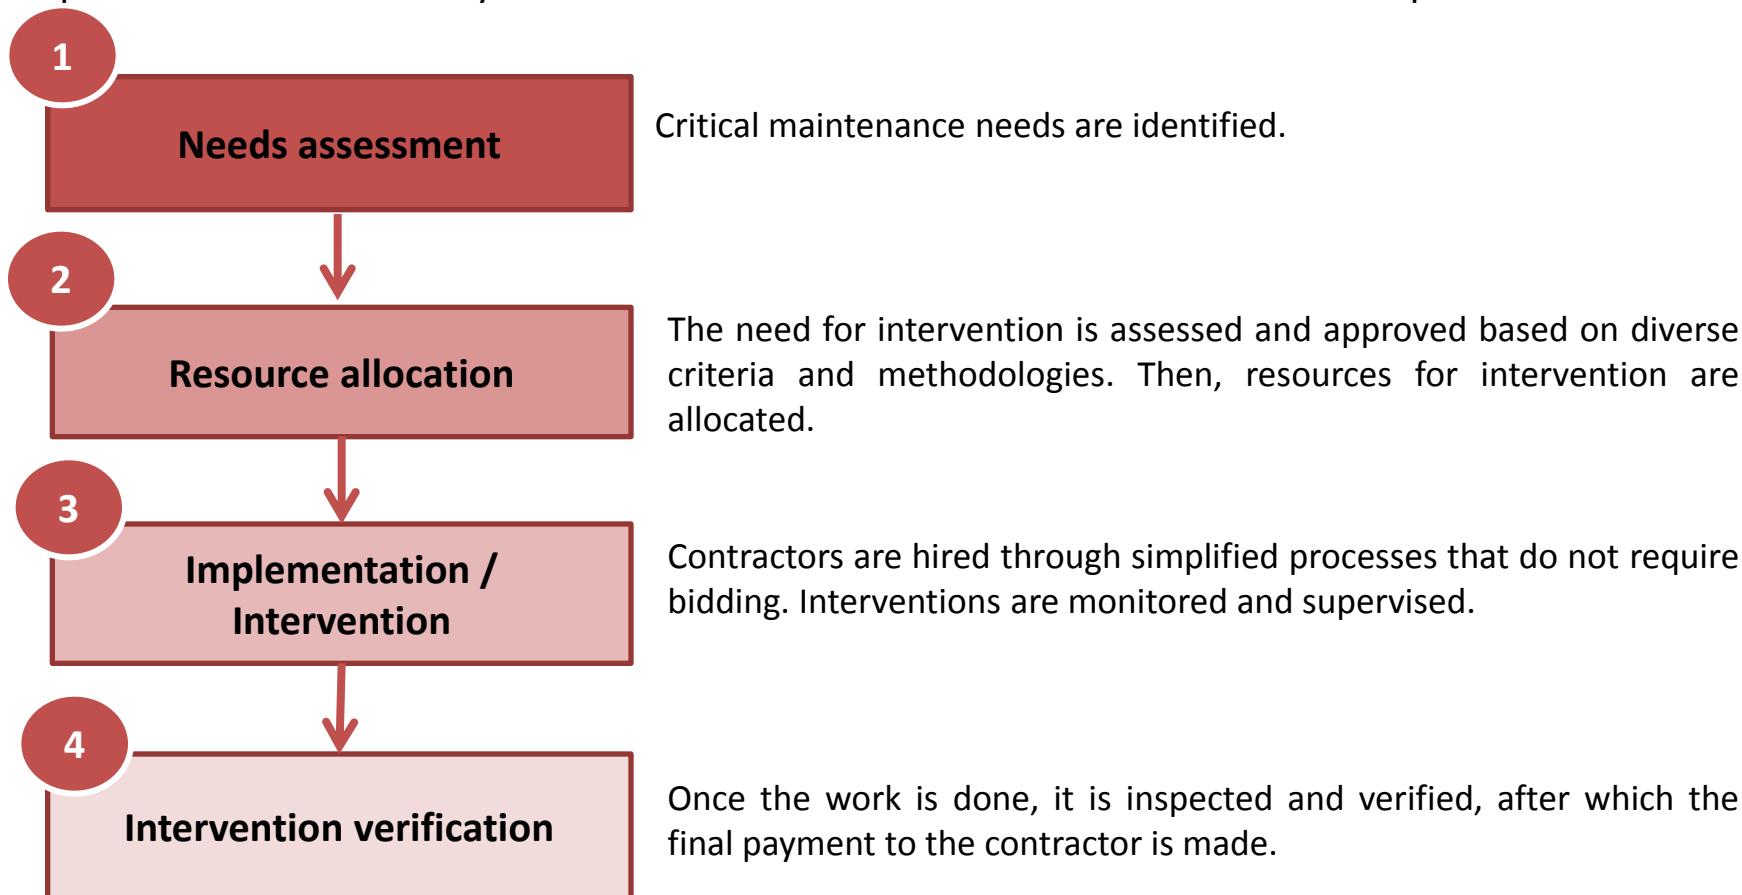 1
Needs assessment
Critical maintenance needs are identified.
2
Resource allocation
The need for intervention is assessed and approved based on diverse
criteria and methodologies. Then, resources for intervention are
allocated.
3
Implementation /
Intervention
Contractors are hired through simplified processes that do not require
bidding. Interventions are monitored and supervised.
4
Intervention verification
Once the work is done, it is inspected and verified, after which the
final payment to the contractor is made.